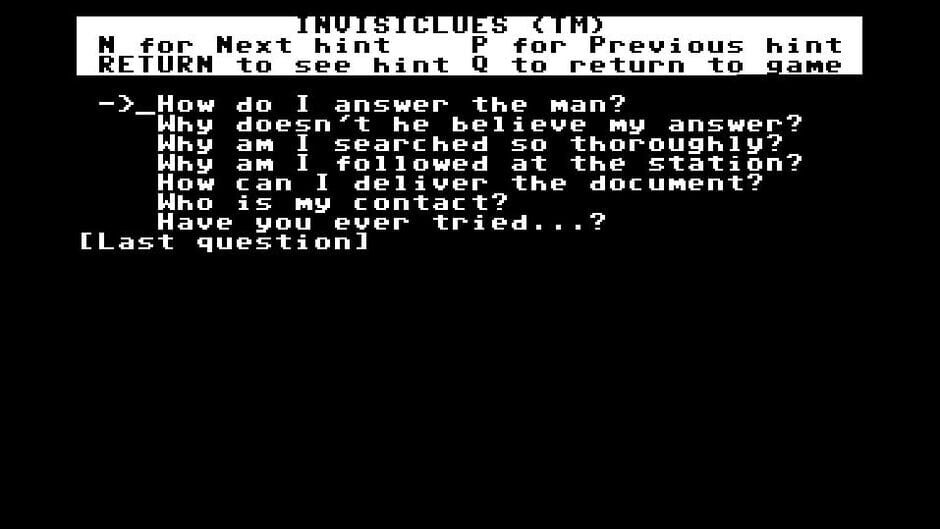 INVISICLUES (TM)
N for Next hint P for Previous hint
RETURN to see hint Q to return to game
->_How do I answer the man?
Why doesn't he believe my answer?
Why am I searched so thoroughly?
Why am I followed at the station?
How can I deliver the document?
Who is my contact?
Have you ever tried...?
[Last question]